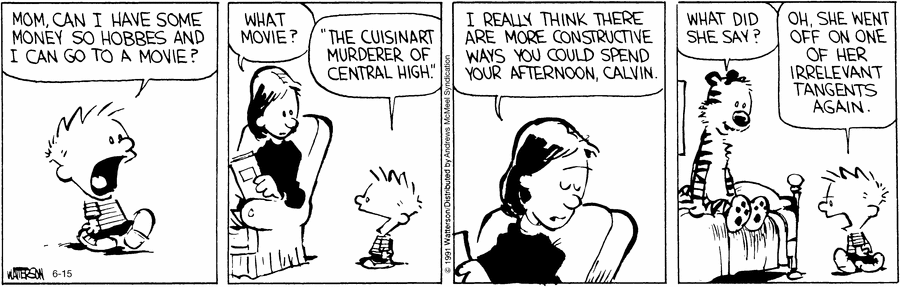 MOM, CAN I HAVE SOME
MONEY SO HOBBES AND
I CAN GO TO A MOVIE?
WATTERSON 6-15
WHAT
MOVIE?
"THE CUISINART
MURDERER OF
CENTRAL HIGH."
© 1991 Watterson/Distributed by Andrews McMeel Syndication
I REALLY THINK THERE
ARE MORE CONSTRUCTIVE
WAYS YOU COULD SPEND
YOUR AFTERNOON, CALVIN.
WHAT DID
SHE SAY?
OH, SHE WENT
OFF ON ONE
OF HER
IRRELEVANT
TANGENTS
AGAIN.